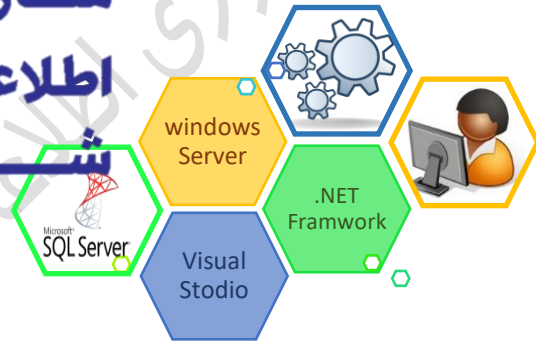 اطلاع
windows
Server
.NET
Framwork
Microsoft
SQL Server
Visual
Stodio